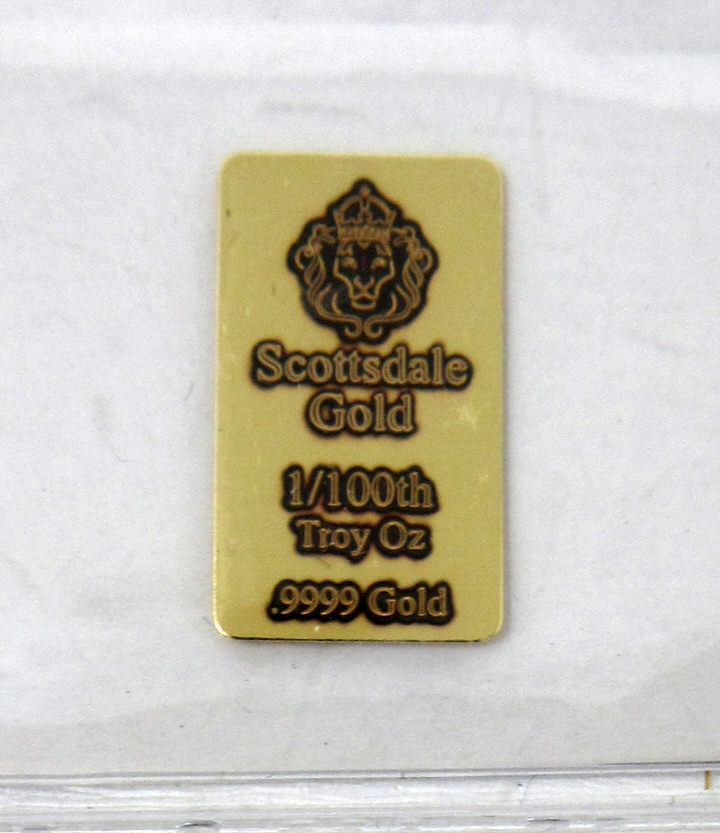 Scottsdale
Gold
1/100th
Troy Oz
.9999 Gold